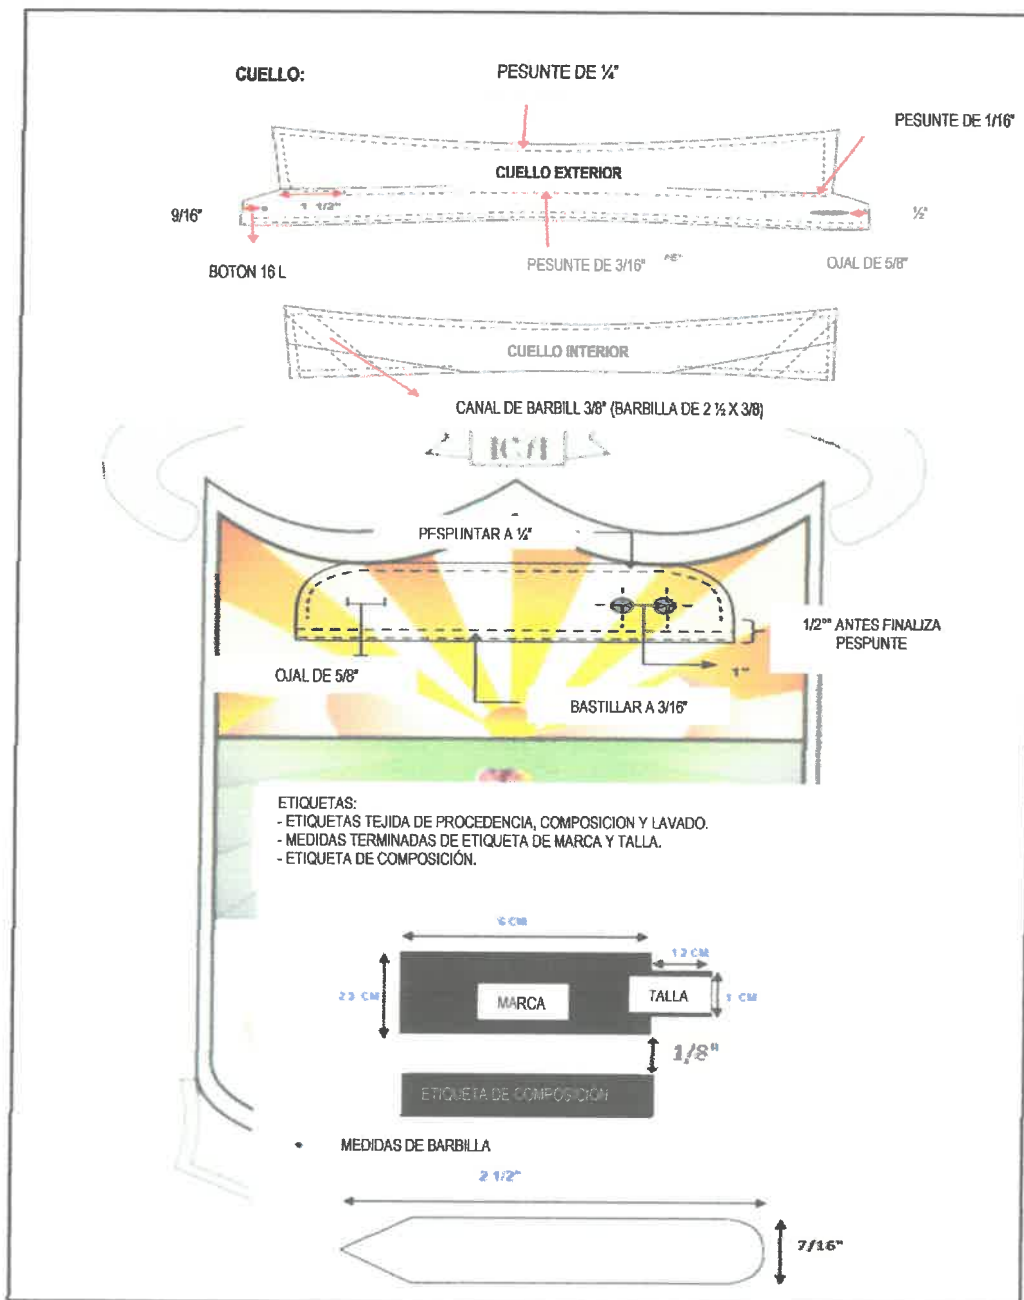 CUELLO:
PESUNTE DE ¼"
PESUNTE DE 1/16"
CUELLO EXTERIOR
9/16"
1 1/2"
½"
BOTON 16 L
PESUNTE DE 3/16"
OJAL DE 5/8"
CUELLO INTERIOR
CANAL DE BARBILL 3/8" (BARBILLA DE 2 ½ X 3/8)
PESPUNTAR A ¼"
1/2"" ANTES FINALIZA
PESPUNTE
OJAL DE 5/8"
1"
BASTILLAR A 3/16"
ETIQUETAS:
- ETIQUETAS TEJIDA DE PROCEDENCIA, COMPOSICION Y LAVADO.
- MEDIDAS TERMINADAS DE ETIQUETA DE MARCA Y TALLA.
- ETIQUETA DE COMPOSICIÓN.
6 CM
1 2 CM
2 3 CM
MARCA
TALLA
1 CM
1/8"
ETIQUETA DE COMPOSICIÓN
• MEDIDAS DE BARBILLA
2 1/2"
7/16"